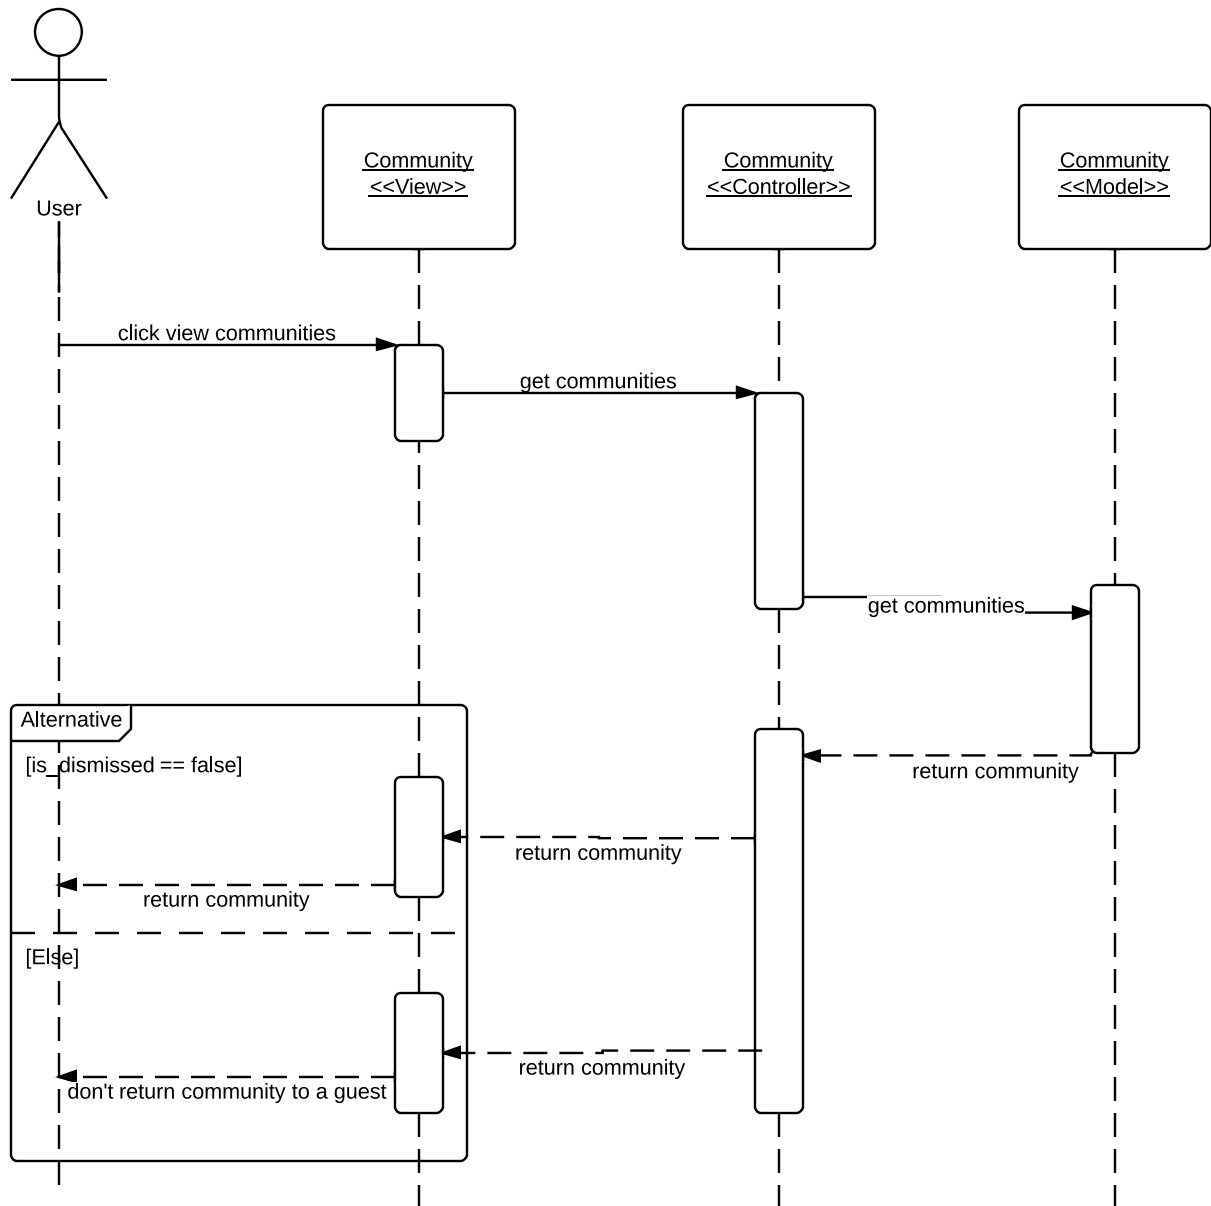 User
Community
<<View>>
Community
<<Controller>>
Community
<<Model>>
click view communities
get communities
get communities
Alternative
[is_dismissed == false]
return community
return community
return community
[Else]
return community
don't return community to a guest